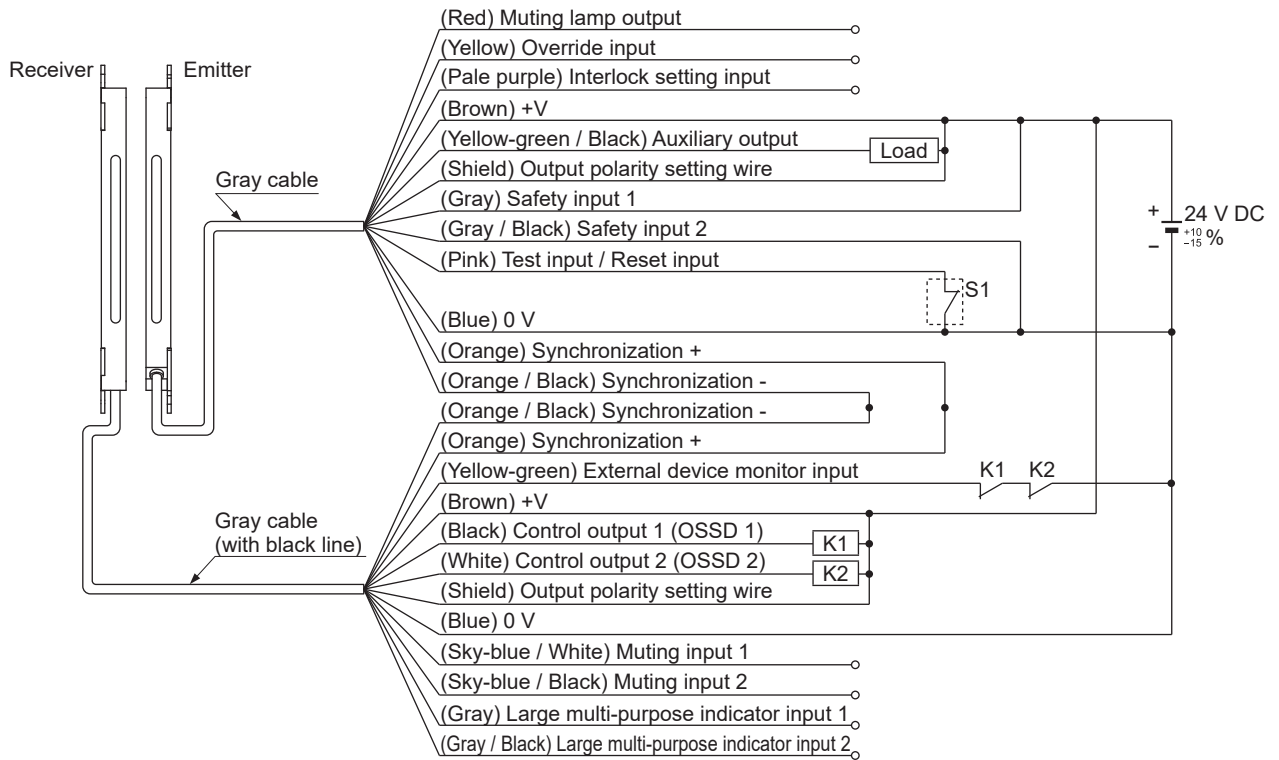 (Red) Muting lamp output
(Yellow) Override input
Receiver
Emitter
(Pale purple) Interlock setting input
(Brown) +V
(Yellow-green / Black) Auxiliary output
Load
(Shield) Output polarity setting wire
Gray cable
(Gray) Safety input 1
(Gray / Black) Safety input 2
+
24 V DC
+10
-15 %
−
(Pink) Test input / Reset input
S1
(Blue) 0 V
(Orange) Synchronization +
(Orange / Black) Synchronization -
(Orange / Black) Synchronization -
(Orange) Synchronization +
(Yellow-green) External device monitor input
K1
K2
(Brown) +V
Gray cable
(with black line)
(Black) Control output 1 (OSSD 1)
K1
(White) Control output 2 (OSSD 2)
K2
(Shield) Output polarity setting wire
(Blue) 0 V
(Sky-blue / White) Muting input 1
(Sky-blue / Black) Muting input 2
(Gray) Large multi-purpose indicator input 1
(Gray / Black) Large multi-purpose indicator input 2